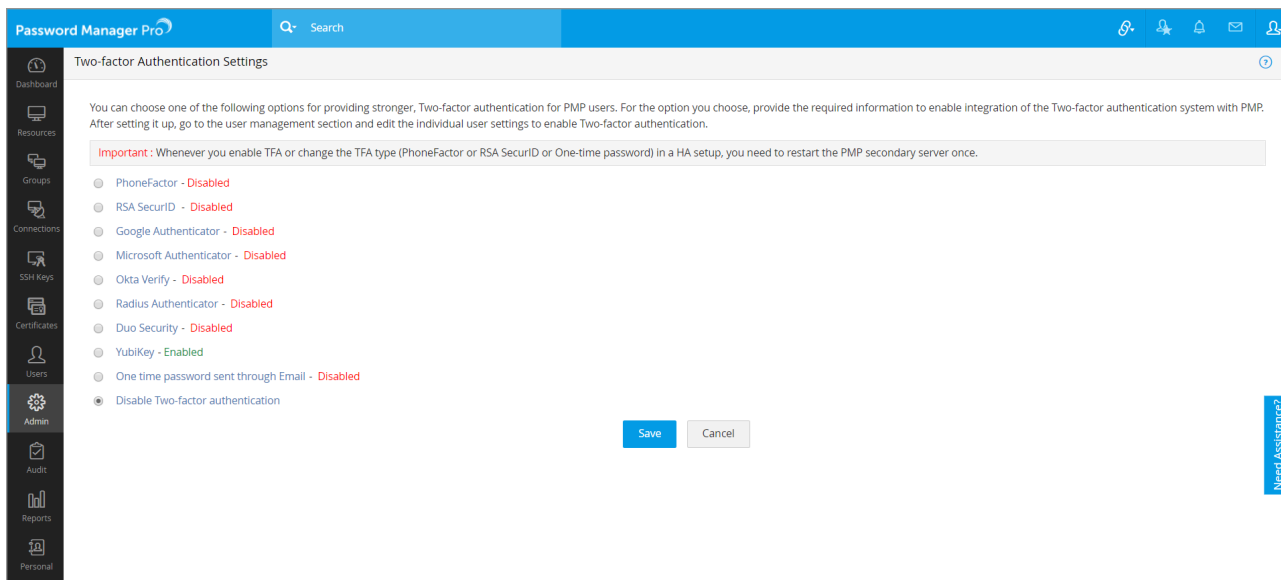 Password Manager Pro
Search
Dashboard
Resources
Groups
Connections
SSH Keys
Certificates
Users
Admin
Audit
Reports
Personal
Two-factor Authentication Settings
You can choose one of the following options for providing stronger, Two-factor authentication for PMP users. For the option you choose, provide the required information to enable integration of the Two-factor authentication system with PMP.
After setting it up, go to the user management section and edit the individual user settings to enable Two-factor authentication.
Important : Whenever you enable TFA or change the TFA type (PhoneFactor or RSA SecurID or One-time password) in a HA setup, you need to restart the PMP secondary server once.
PhoneFactor - Disabled
RSA SecurID - Disabled
Google Authenticator - Disabled
Microsoft Authenticator - Disabled
Okta Verify - Disabled
Radius Authenticator - Disabled
Duo Security - Disabled
YubiKey - Enabled
One time password sent through Email - Disabled
Disable Two-factor authentication
Save
Cancel
Need Assistance?